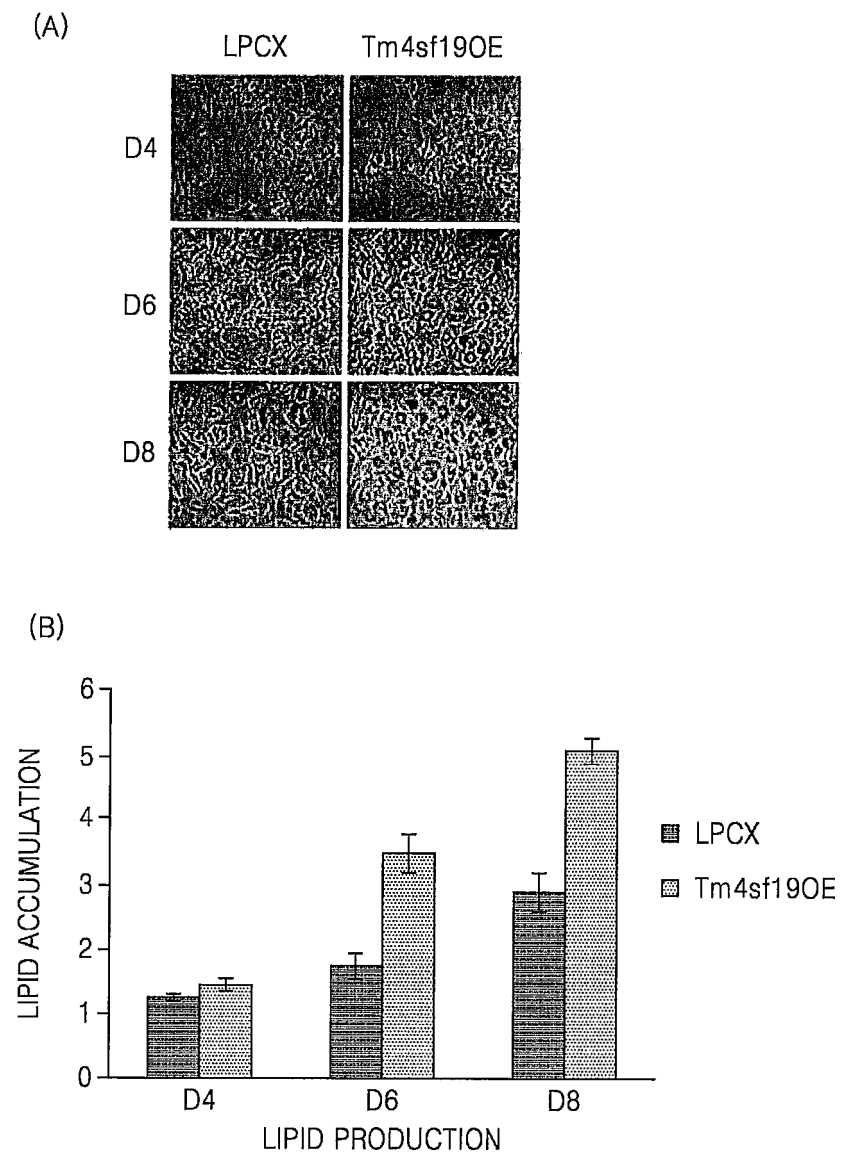 (A)
LPCX Tm4sf19OE
D4
D6
D8
(B)
6
5
4
3
2
1
0
LIPID ACCUMULATION
D4 D6 D8
LIPID PRODUCTION
LPCX
Tm4sf19OE